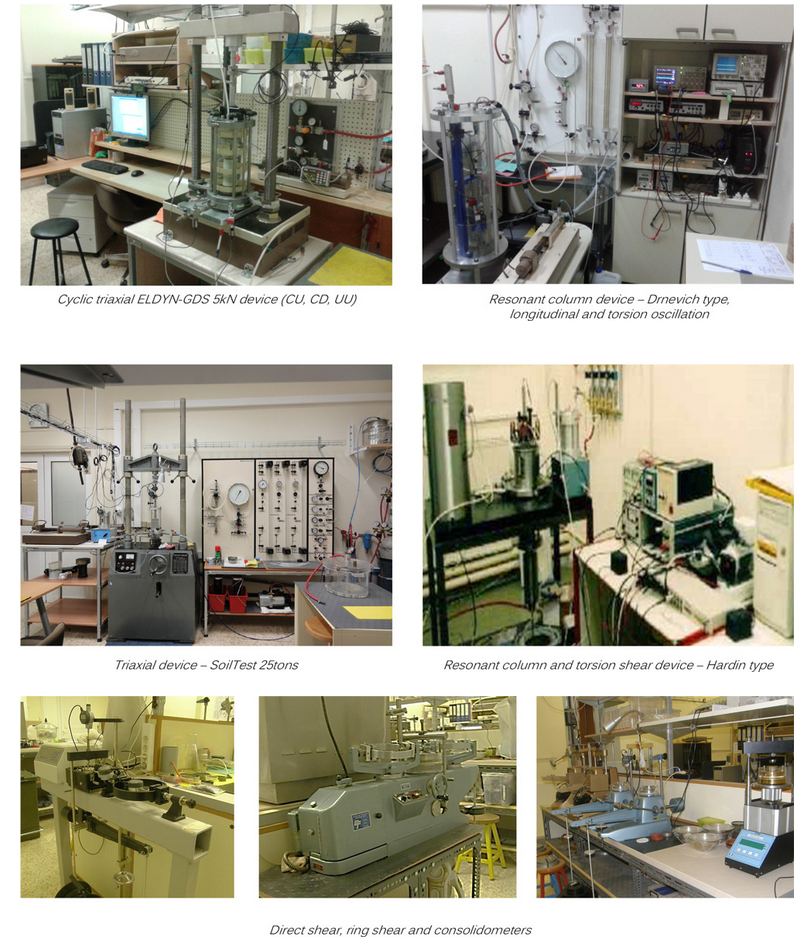 Cyclic triaxial ELDYN-GDS 5kN device (CU, CD, UU)
Resonant column device – Drnevich type,
longitudinal and torsion oscillation
Triaxial device – SoilTest 25tons
Resonant column and torsion shear device – Hardin type
Direct shear, ring shear and consolidometers